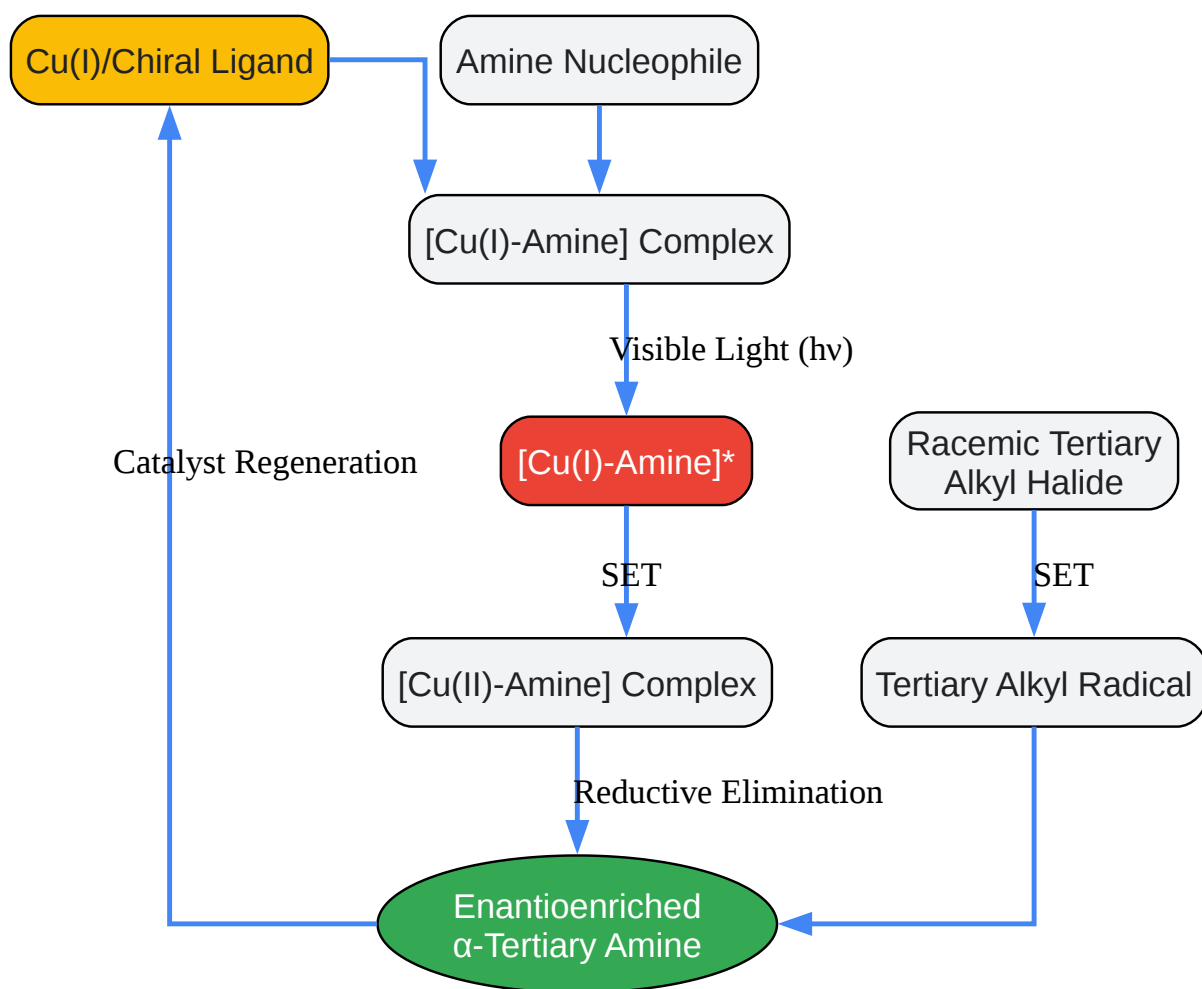 Cu(I)/Chiral Ligand
Amine Nucleophile
[Cu(I)-Amine] Complex
Visible Light (hν)
Catalyst Regeneration
[Cu(I)-Amine]*
Racemic Tertiary
Alkyl Halide
SET
SET
[Cu(II)-Amine] Complex
Tertiary Alkyl Radical
Reductive Elimination
Enantioenriched
α-Tertiary Amine